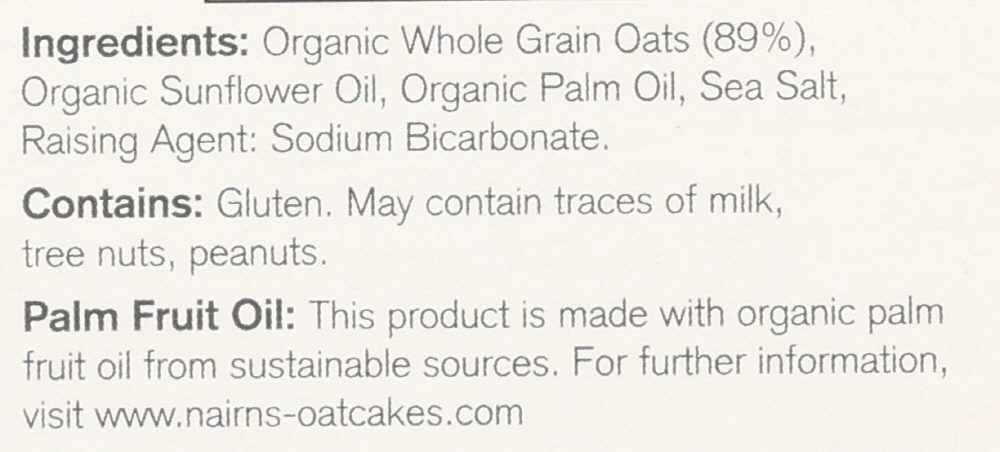 Ingredients: Organic Whole Grain Oats (89%),
Organic Sunflower Oil, Organic Palm Oil, Sea Salt,
Raising Agent: Sodium Bicarbonate.
Contains: Gluten. May contain traces of milk,
tree nuts, peanuts.
Palm Fruit Oil: This product is made with organic palm
fruit oil from sustainable sources. For further information,
visit www.nairns-oatcakes.com